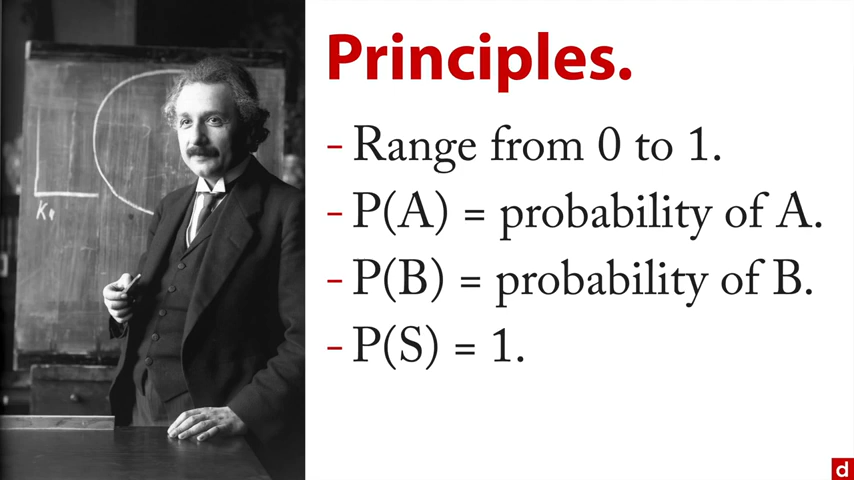 Principles.
- Range from 0 to 1.
- P(A) = probability of A.
- P(B) = probability of B.
- P(S) = 1.
K
d